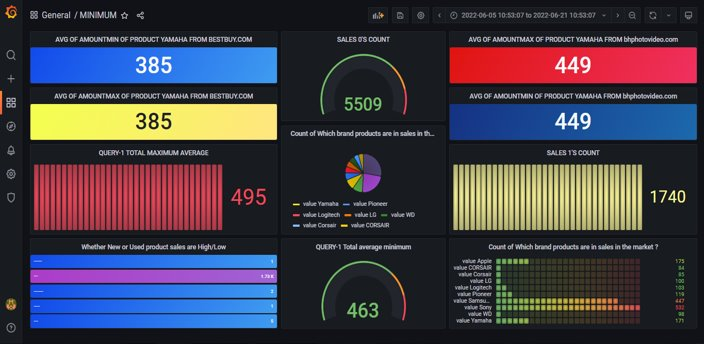 General / MINIMUM
2022-06-05 10:53:07 to 2022-06-21 10:53:07
AVG OF AMOUNTMIN OF PRODUCT YAMAHA FROM BESTBUY.COM
385
SALES 0'S COUNT
5509
AVG OF AMOUNTMAX OF PRODUCT YAMAHA FROM bhphotovideo.com
449
AVG OF AMOUNTMAX OF PRODUCT YAMAHA FROM BESTBUY.COM
385
AVG OF AMOUNTMIN OF PRODUCT YAMAHA FROM bhphotovideo.com
449
QUERY-1 TOTAL MAXIMUM AVERAGE
495
Count of Which brand products are in sales in th...
value Yamaha value Pioneer
value Logitech value LG value WD
value Corsair value CORSAIR
SALES 1'S COUNT
1740
Whether New or Used product sales are High/Low
1
1.73 K
2
1
1
5
QUERY-1 Total average minimum
463
Count of Which brand products are in sales in the market ?
value Apple 175
value CORSAIR 84
value Corsair 85
value LG 100
value Logitech 103
value Pioneer 119
value Samsu... 447
value Sony 532
value WD 98
value Yamaha 171